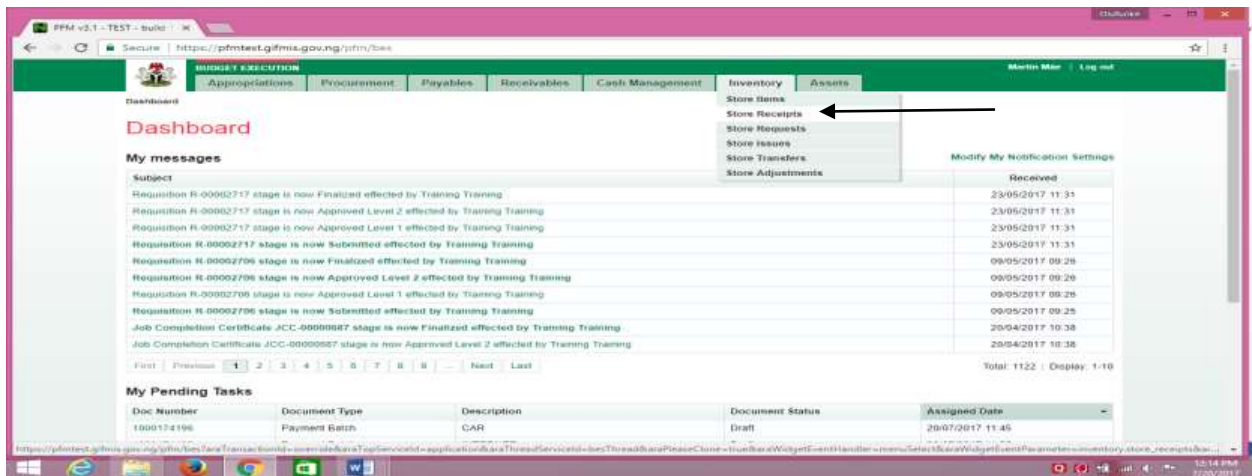 PFM v3.1 - TEST - build
Secure | https://pfmtest.gifmis.gov.ng/pfm/bes
BUDGET EXECUTION
Martin Mier | Log out
Appropriations Procurement Payables Receivables Cash Management Inventory Assets
Dashboard
Store Items
Store Receipts
Store Requests
Store Issues
Store Transfers
Store Adjustments
Dashboard
My messages
Modify My Notification Settings
Subject Received
Requisition R-00002717 stage is now Finalized effected by Training Training 23/05/2017 11:31
Requisition R-00002717 stage is now Approved Level 2 effected by Training Training 23/05/2017 11:31
Requisition R-00002717 stage is now Approved Level 1 effected by Training Training 23/05/2017 11:31
Requisition R-00002717 stage is now Submitted effected by Training Training 23/05/2017 11:31
Requisition R-00002706 stage is now Finalized effected by Training Training 09/05/2017 09:26
Requisition R-00002706 stage is now Approved Level 2 effected by Training Training 09/05/2017 09:26
Requisition R-00002706 stage is now Approved Level 1 effected by Training Training 09/05/2017 09:26
Requisition R-00002706 stage is now Submitted effected by Training Training 09/05/2017 09:25
Job Completion Certificate JCC-00000687 stage is now Finalized effected by Training Training 20/04/2017 10:38
Job Completion Certificate JCC-00000687 stage is now Approved Level 2 effected by Training Training 20/04/2017 10:38
First Previous 1 2 3 4 5 6 7 8 9 ... Next Last Total: 1122 | Display: 1-10
My Pending Tasks
Doc Number Document Type Description Document Status Assigned Date
1000174196 Payment Batch CAR Draft 20/07/2017 11:45
12:14 PM
7/20/2017